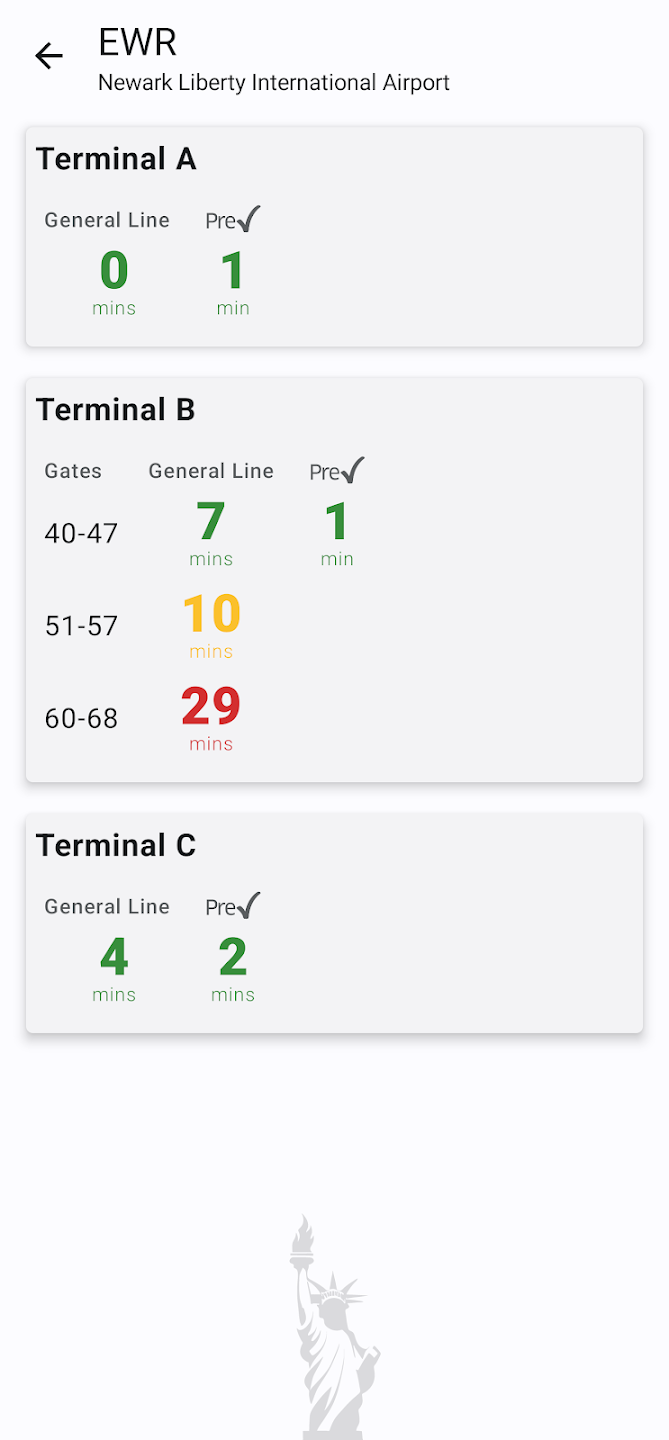 EWR
Newark Liberty International Airport
Terminal A
General Line Pre✓
0 1
mins min
Terminal B
Gates General Line Pre✓
40-47 7 1
mins min
51-57 10
mins
60-68 29
mins
Terminal C
General Line Pre✓
4 2
mins mins